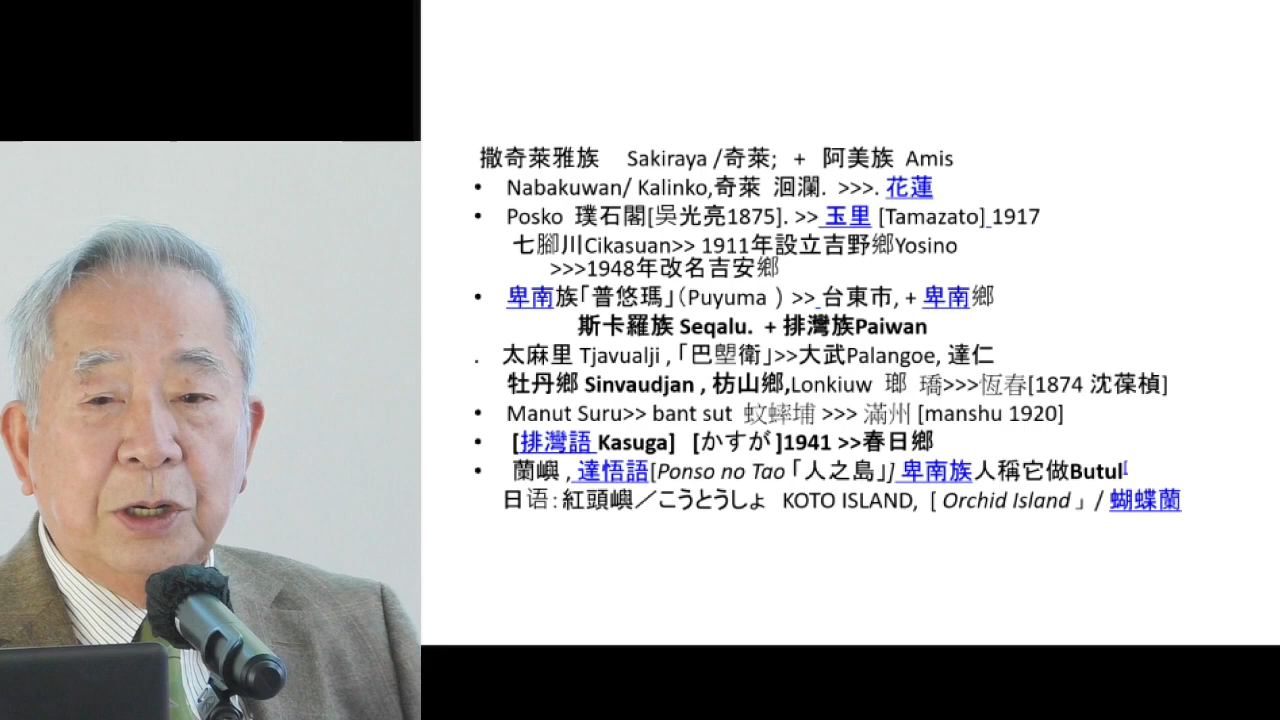 撒奇萊雅族 Sakiraya /奇萊; + 阿美族 Amis
• Nabakuwan/ Kalinko,奇萊 洄瀾. >>>. 花蓮
• Posko 璞石閣[吳光亮1875]. >> 玉里 [Tamazato] 1917
七腳川Cikasuan>> 1911年設立吉野鄉Yosino
>>>1948年改名吉安鄉
• 卑南族「普悠瑪」(Puyuma ) >> 台東市, + 卑南鄉
斯卡羅族 Seqalu. + 排灣族Paiwan
. 太麻里 Tjavualji ,「巴塱衛」>>大武Palangoe, 達仁
牡丹鄉 Sinvaudjan , 枋山鄉,Lonkiuw 瑯 璚>>>恆春[1874 沈葆楨]
• Manut Suru>> bant sut 蚊蟀埔 >>> 滿州 [manshu 1920]
• [排灣語 Kasuga] [かすが]1941 >>春日鄉
• 蘭嶼 , 達悟語[Ponso no Tao「人之島」] 卑南族人稱它做Butul[
日语:紅頭嶼／こうとうしょ KOTO ISLAND, [ Orchid Island 」 / 蝴蝶蘭